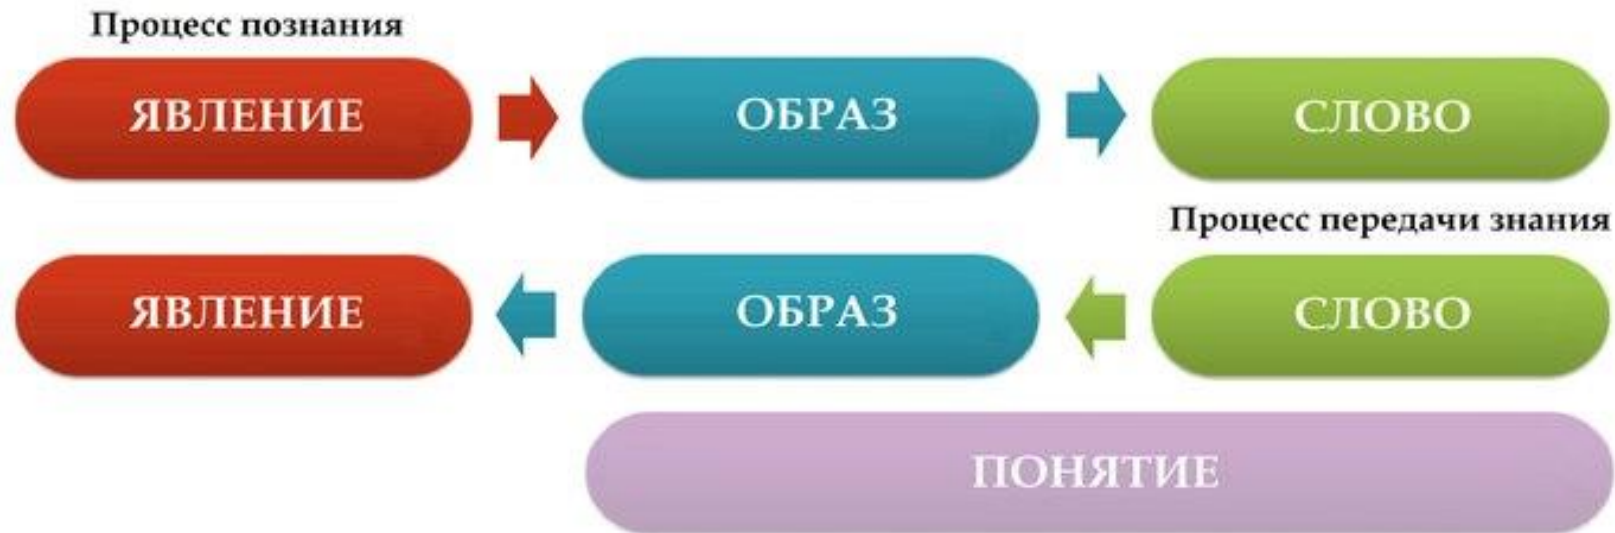 Процесс познания
ЯВЛЕНИЕ ОБРАЗ СЛОВО
Процесс передачи знания
ЯВЛЕНИЕ ОБРАЗ СЛОВО
ПОНЯТИЕ